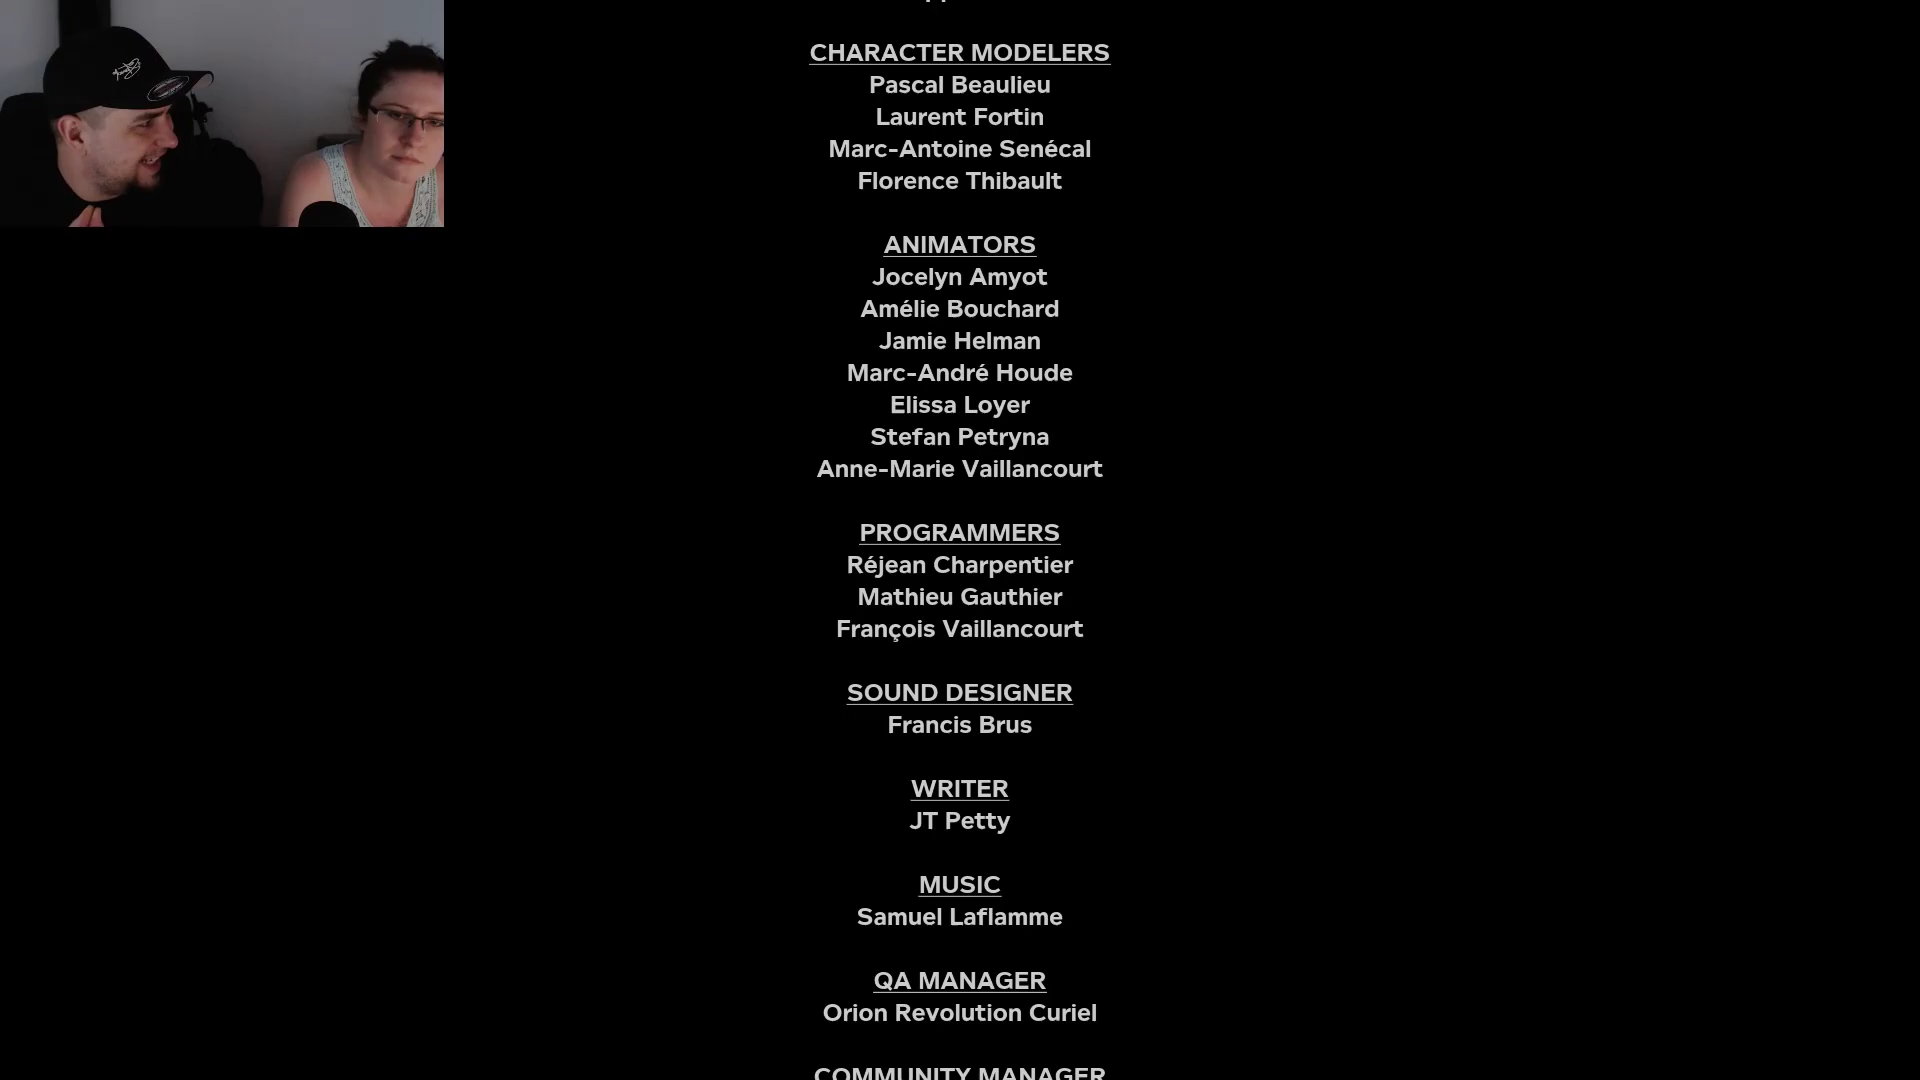 CHARACTER MODELERS
Pascal Beaulieu
Laurent Fortin
Marc-Antoine Senécal
Florence Thibault
ANIMATORS
Jocelyn Amyot
Amélie Bouchard
Jamie Helman
Marc-André Houde
Elissa Loyer
Stefan Petryna
Anne-Marie Vaillancourt
PROGRAMMERS
Réjean Charpentier
Mathieu Gauthier
François Vaillancourt
SOUND DESIGNER
Francis Brus
WRITER
JT Petty
MUSIC
Samuel Laflamme
QA MANAGER
Orion Revolution Curiel
COMMUNITY MANAGER